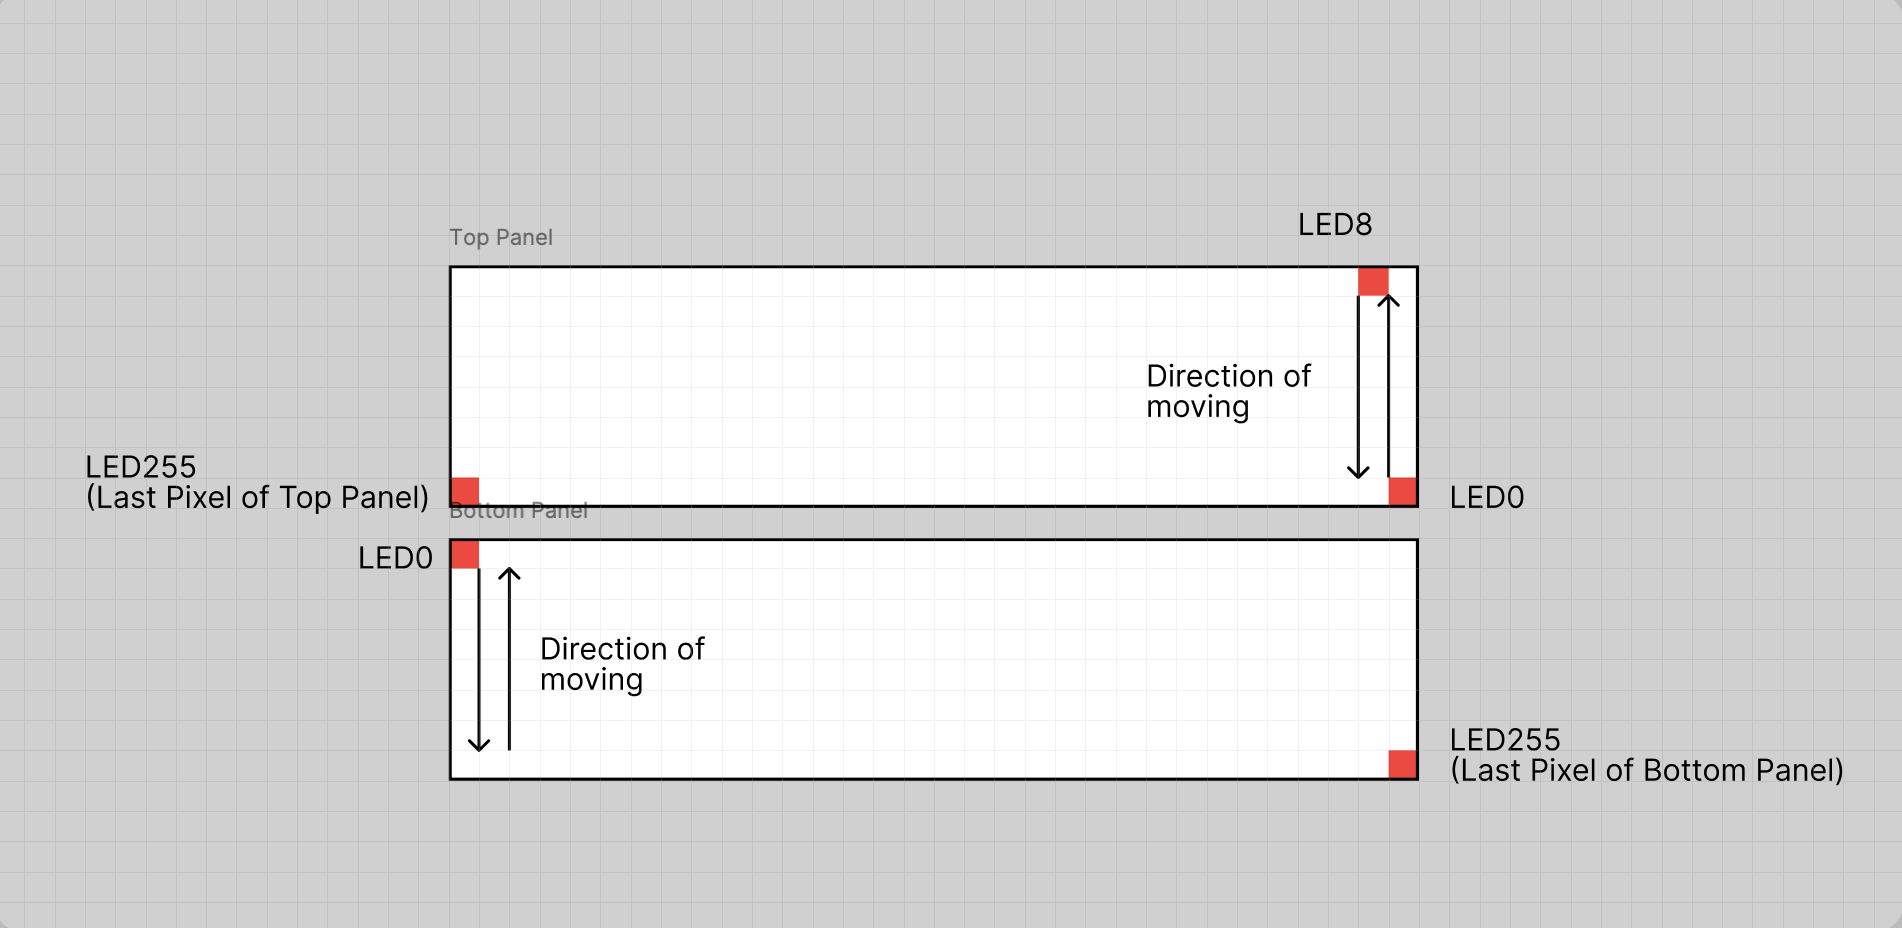 LED8
Top Panel
Direction of
moving
LED255
(Last Pixel of Top Panel)
LED0
Bottom Panel
LED0
Direction of
moving
LED255
(Last Pixel of Bottom Panel)